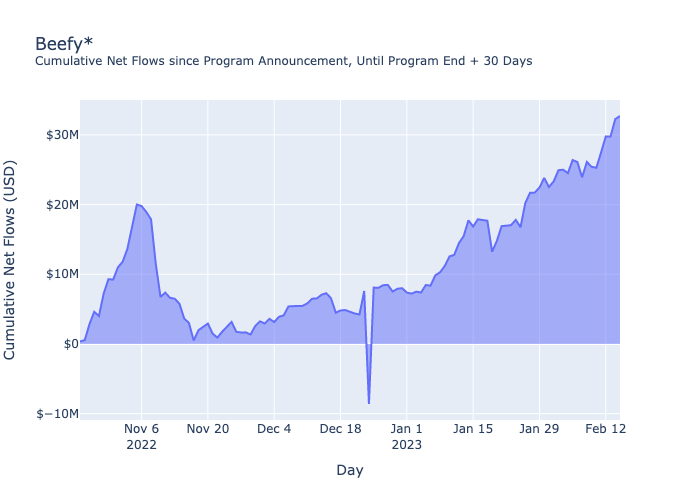 Beefy*
Cumulative Net Flows since Program Announcement, Until Program End + 30 Days
Cumulative Net Flows (USD)
$30M
$20M
$10M
$0
$−10M
Nov 6
2022
Nov 20
Dec 4
Dec 18
Jan 1
2023
Jan 15
Jan 29
Feb 12
Day